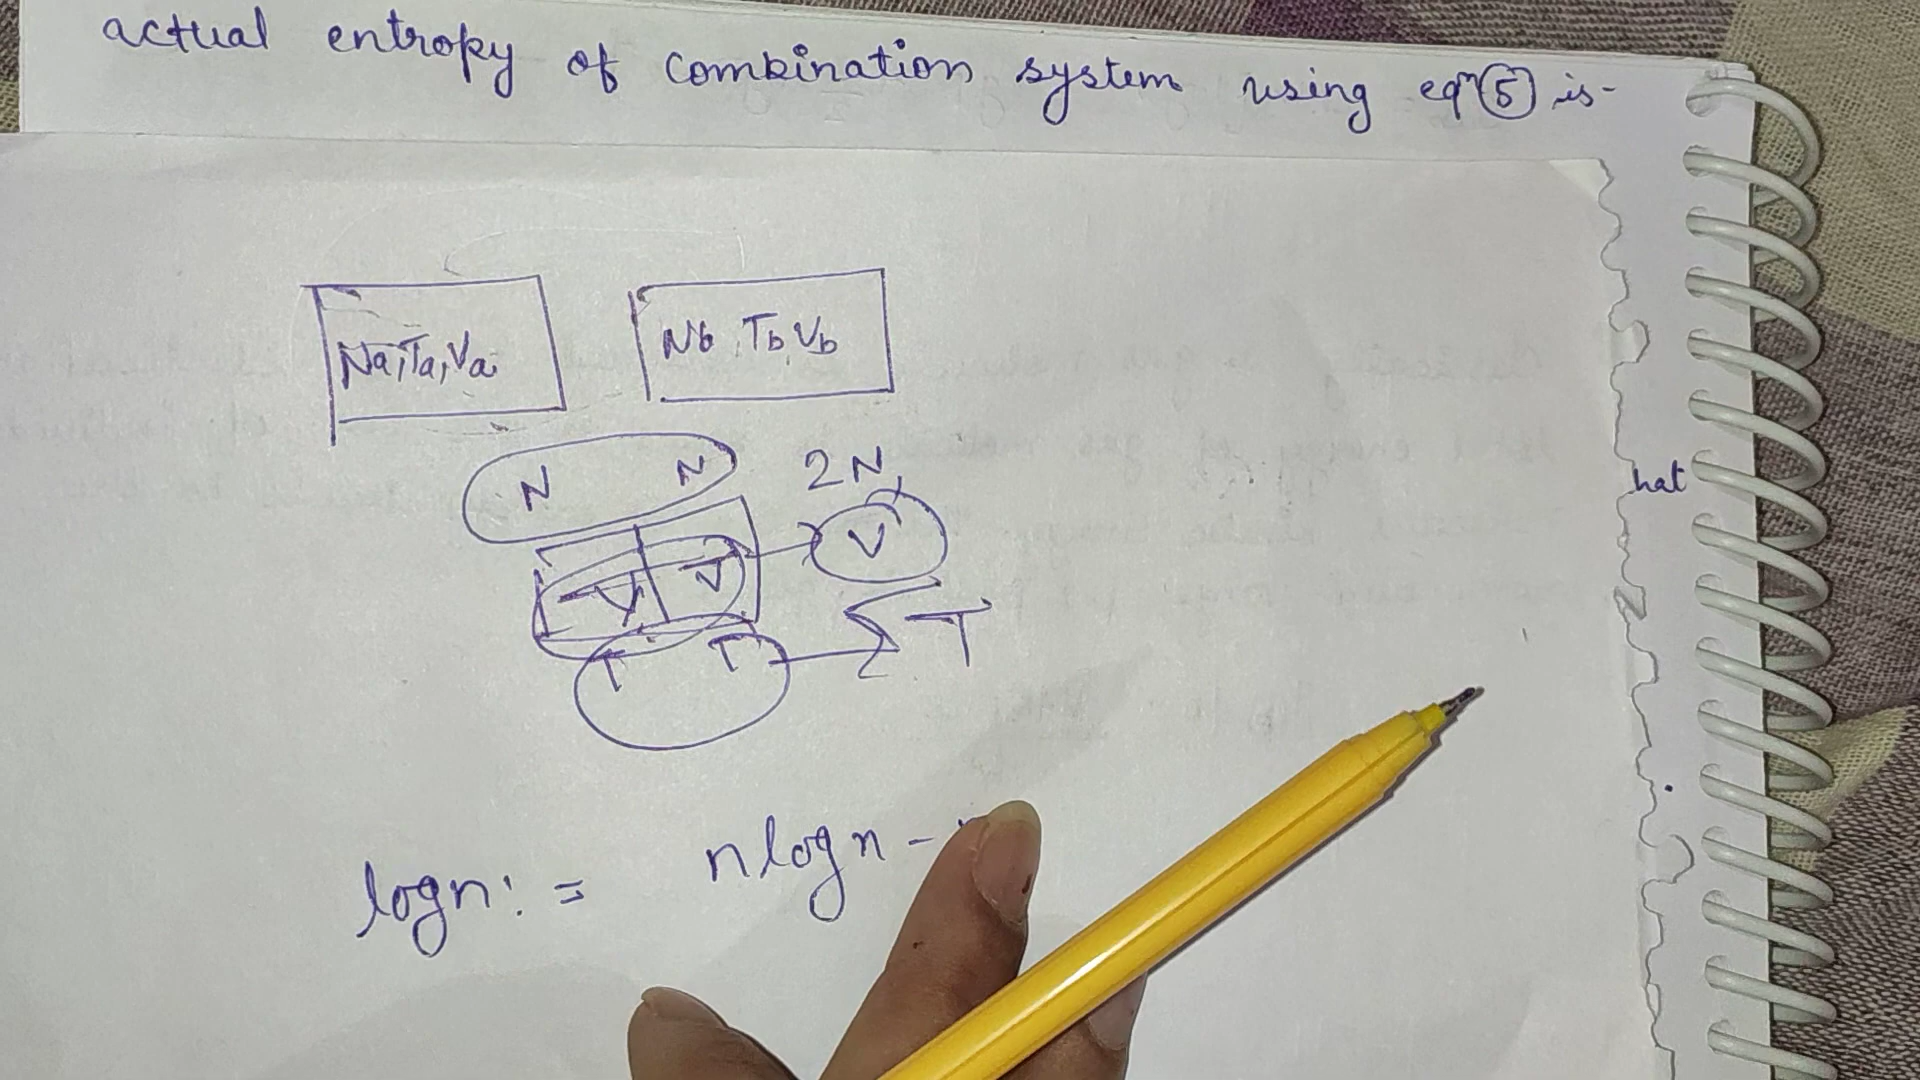 actual entropy of combination system using eqⁿ (5) is-
Na, Ta, Va
Nb, Tb Vb
N N 2N,
hat
V V V
T T T
log n! = n log n -